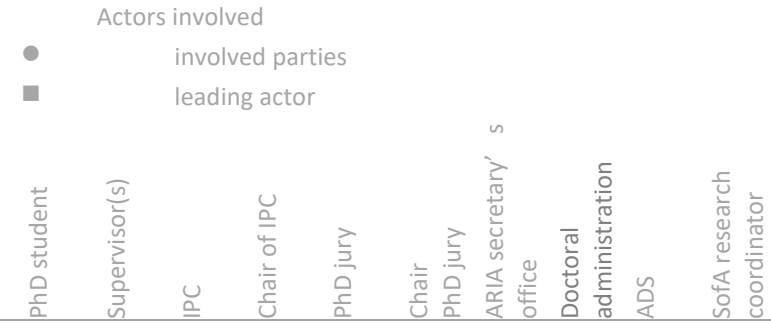 Actors involved
● involved parties
■ leading actor
PhD student
Supervisor(s)
IPC
Chair of IPC
PhD jury
Chair
PhD jury
ARIA secretary’s
office
Doctoral
administration
ADS
SofA research
coordinator